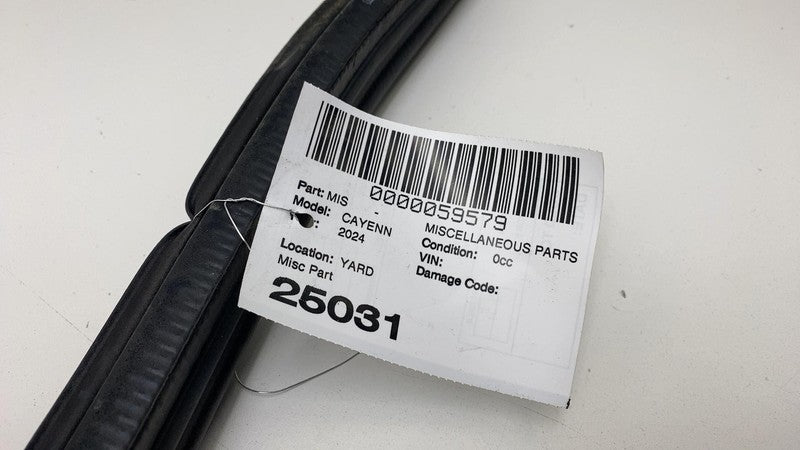 0000059579
Part: MIS - MISCELLANEOUS PARTS
Model: CAYENN Condition: 0cc
: 2024 VIN:
Damage Code:
Location: YARD
Misc Part
25031